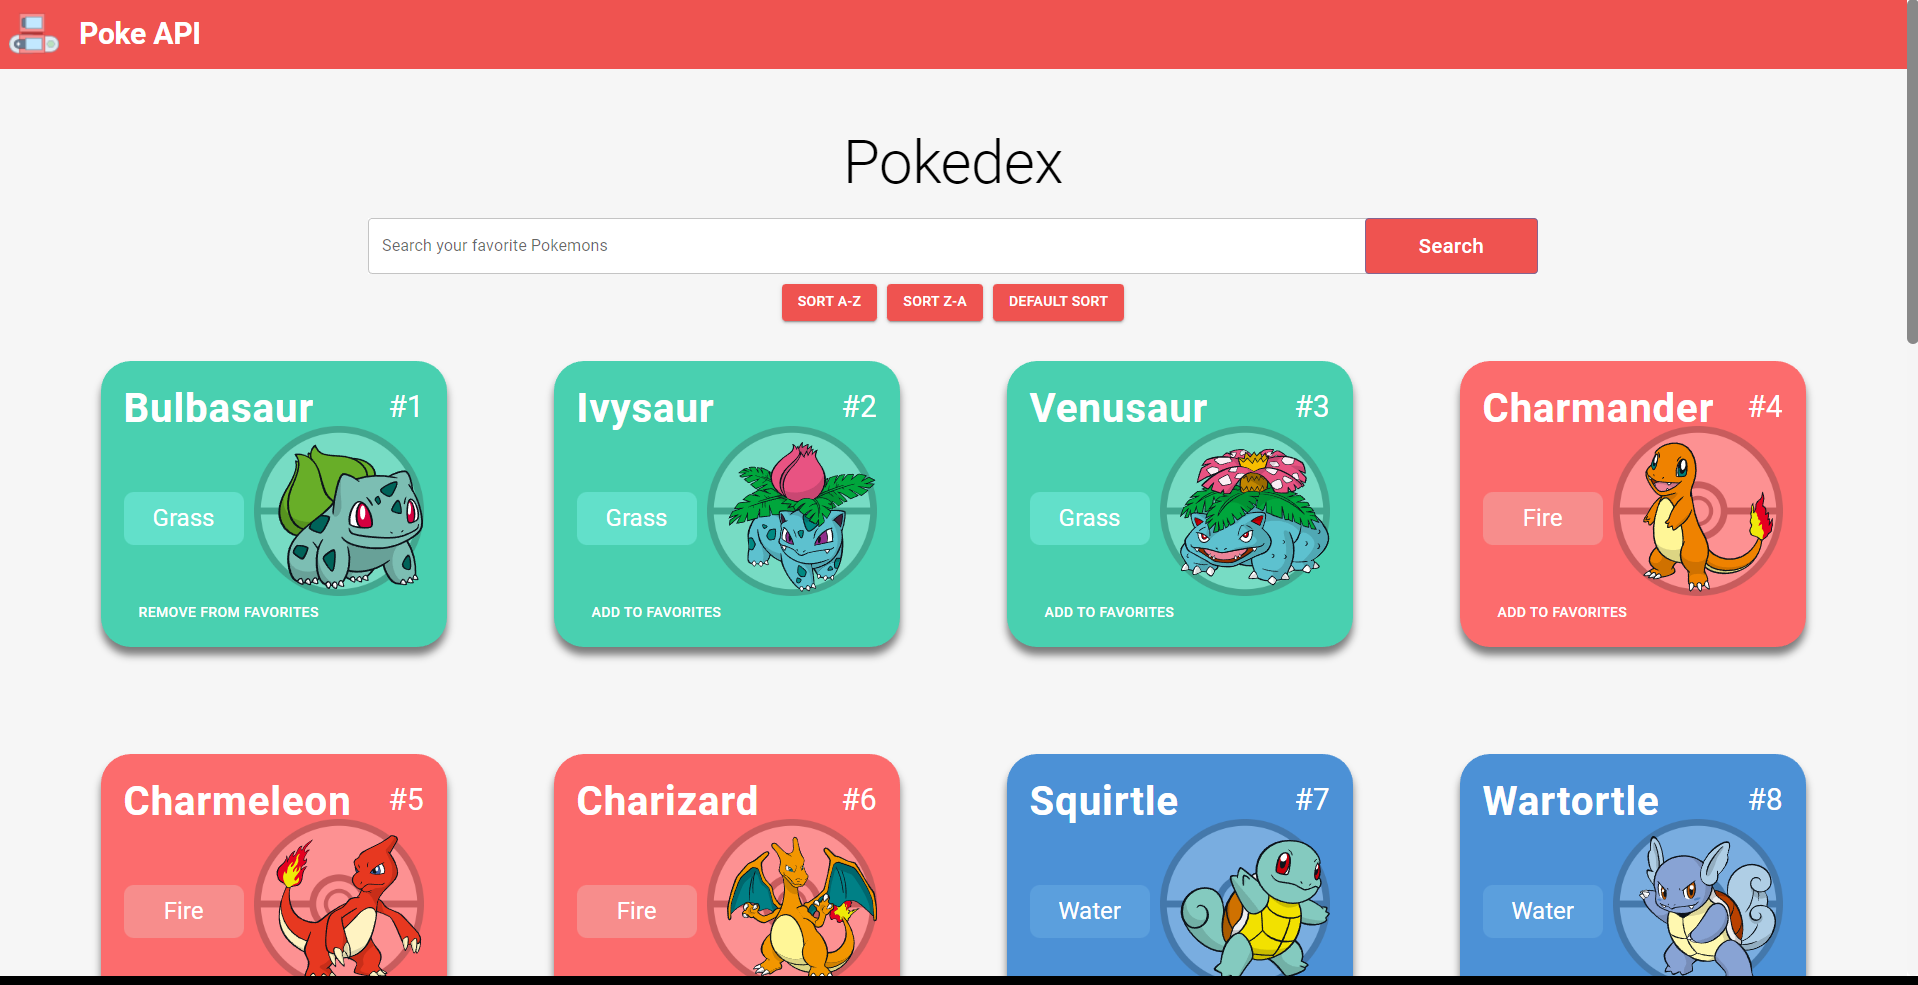 Poke API
Pokedex
Search your favorite Pokemons
Search
SORT A-Z
SORT Z-A
DEFAULT SORT
Bulbasaur
#1
Grass
REMOVE FROM FAVORITES
Ivysaur
#2
Grass
ADD TO FAVORITES
Venusaur
#3
Grass
ADD TO FAVORITES
Charmander
#4
Fire
ADD TO FAVORITES
Charmeleon
#5
Fire
Charizard
#6
Fire
Squirtle
#7
Water
Wartortle
#8
Water